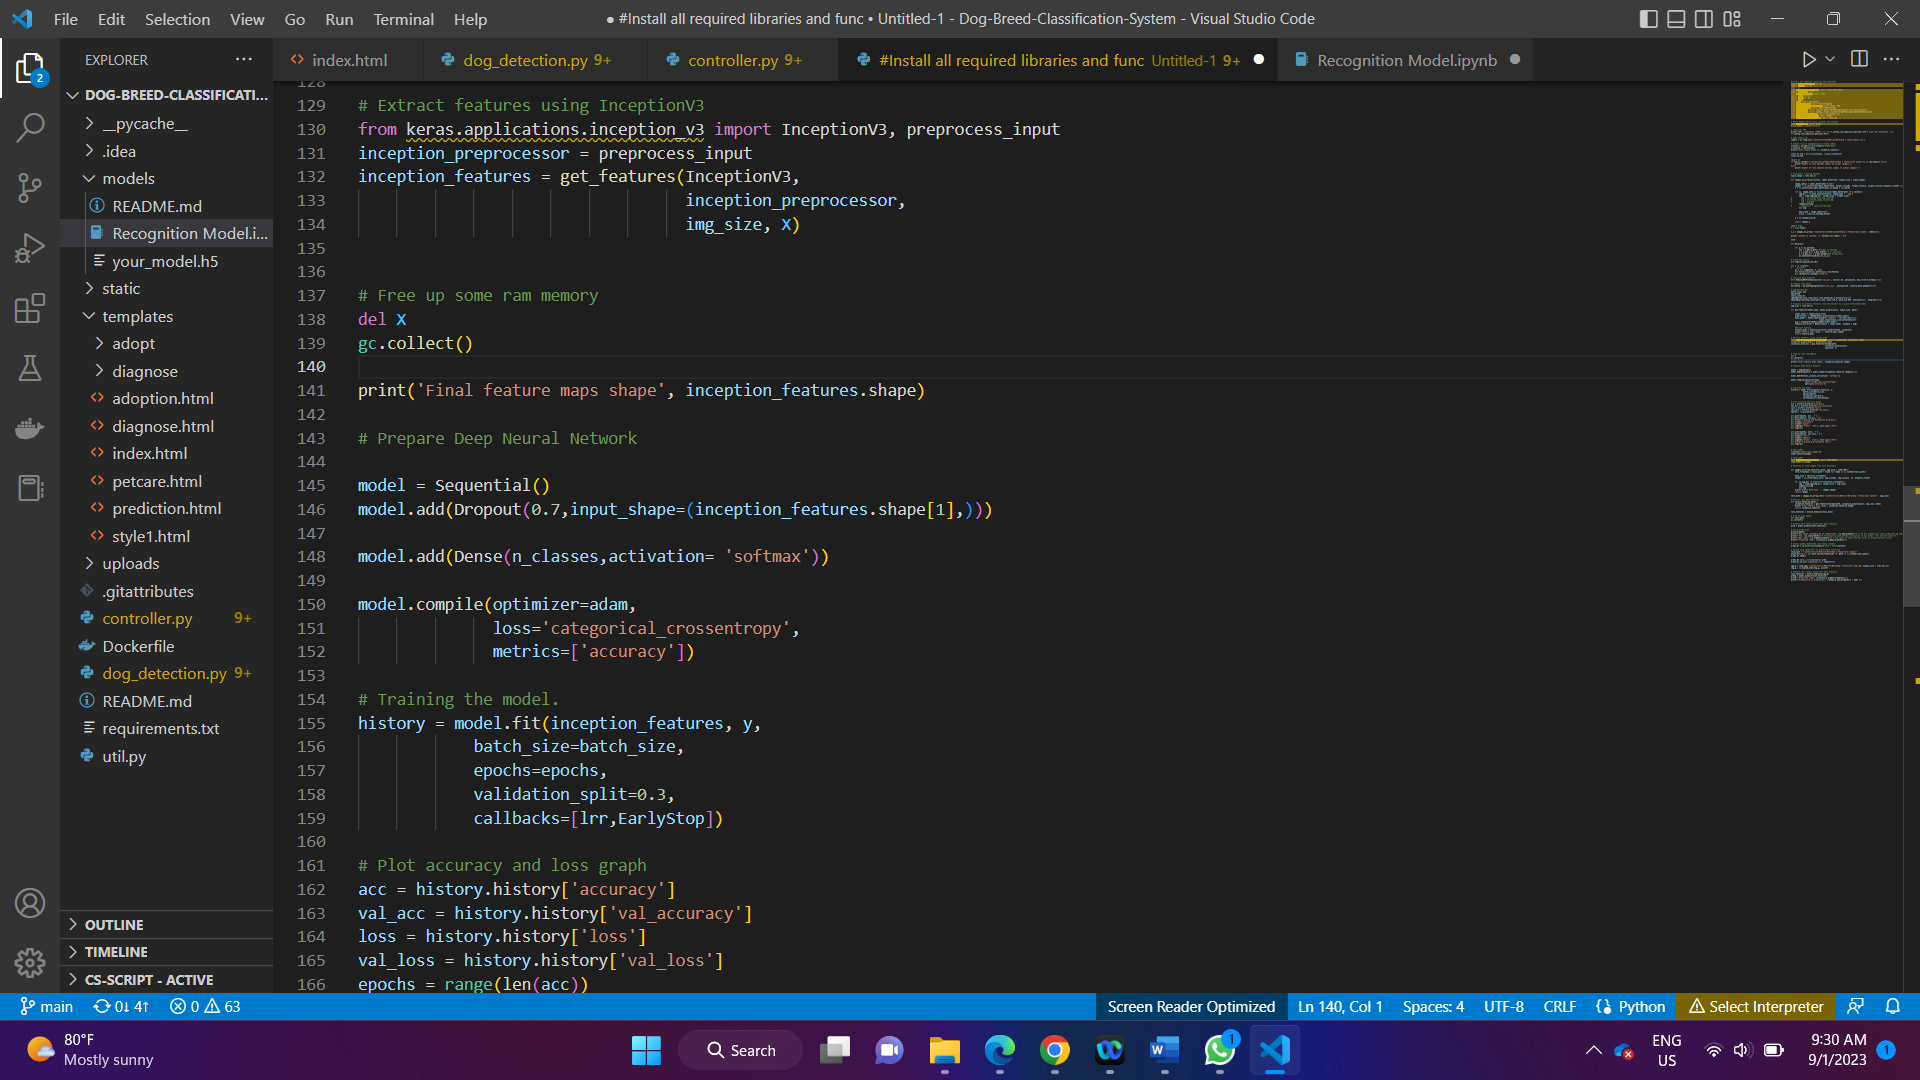 File Edit Selection View Go Run Terminal Help
● #Install all required libraries and func • Untitled-1 - Dog-Breed-Classification-System - Visual Studio Code
EXPLORER
index.html
dog_detection.py 9+
controller.py 9+
#Install all required libraries and func Untitled-1 9+
Recognition Model.ipynb
2
DOG-BREED-CLASSIFICATI...
__pycache__
.idea
models
README.md
Recognition Model.i...
your_model.h5
static
templates
adopt
diagnose
adoption.html
diagnose.html
index.html
petcare.html
prediction.html
style1.html
uploads
.gitattributes
controller.py 9+
Dockerfile
dog_detection.py 9+
README.md
requirements.txt
util.py
OUTLINE
TIMELINE
CS-SCRIPT - ACTIVE
128
129 # Extract features using InceptionV3
130 from keras.applications.inception_v3 import InceptionV3, preprocess_input
131 inception_preprocessor = preprocess_input
132 inception_features = get_features(InceptionV3,
133 inception_preprocessor,
134 img_size, X)
135
136
137 # Free up some ram memory
138 del X
139 gc.collect()
140
141 print('Final feature maps shape', inception_features.shape)
142
143 # Prepare Deep Neural Network
144
145 model = Sequential()
146 model.add(Dropout(0.7,input_shape=(inception_features.shape[1],)))
147
148 model.add(Dense(n_classes,activation= 'softmax'))
149
150 model.compile(optimizer=adam,
151 loss='categorical_crossentropy',
152 metrics=['accuracy'])
153
154 # Training the model.
155 history = model.fit(inception_features, y,
156 batch_size=batch_size,
157 epochs=epochs,
158 validation_split=0.3,
159 callbacks=[lrr,EarlyStop])
160
161 # Plot accuracy and loss graph
162 acc = history.history['accuracy']
163 val_acc = history.history['val_accuracy']
164 loss = history.history['loss']
165 val_loss = history.history['val_loss']
166 epochs = range(len(acc))
main 0↓ 4↑ 0 63
Screen Reader Optimized Ln 140, Col 1 Spaces: 4 UTF-8 CRLF Python Select Interpreter
80°F
Mostly sunny
Search
1
ENG
US
9:30 AM
9/1/2023
1